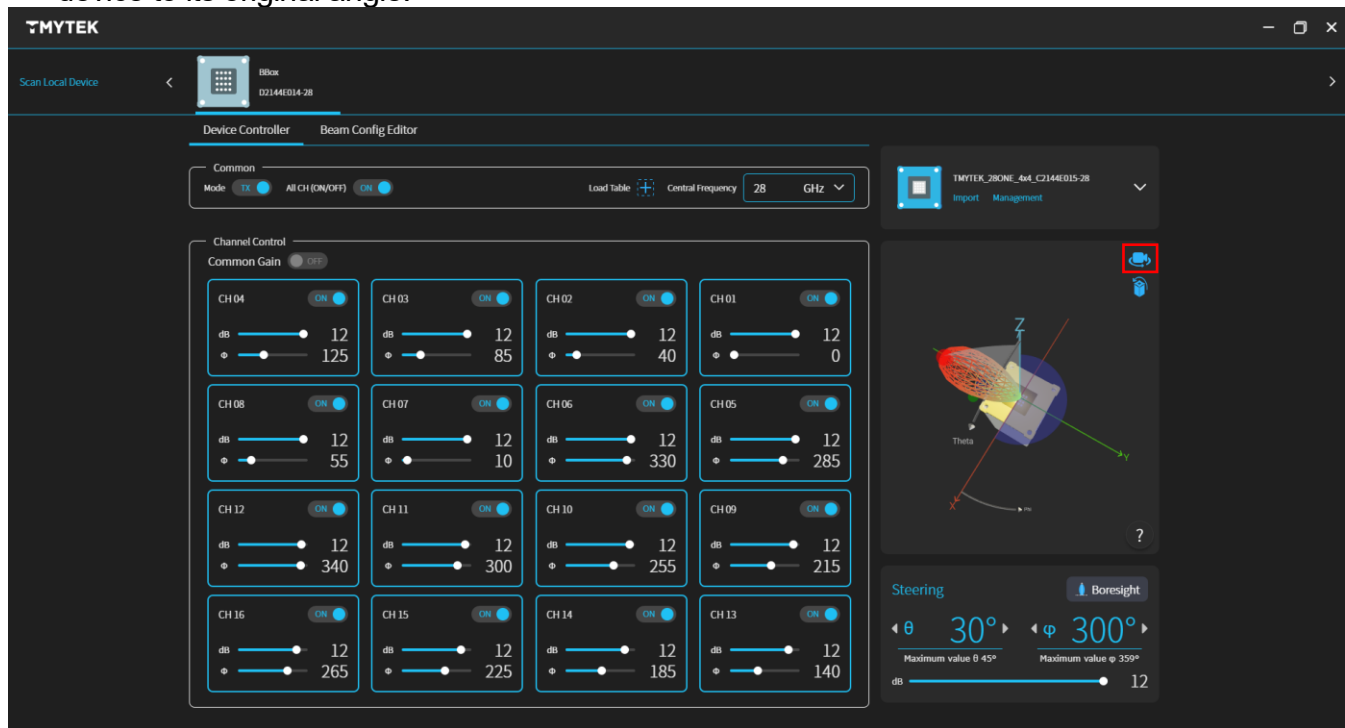 device to its original angle.
TMYTEK
Scan Local Device
BBox
D2144E014-28
Device Controller Beam Config Editor
Common
Mode TX All CH (ON/OFF) ON Load Table Central Frequency 28 GHz
TMYTEK_28ONE_4x4_C2144E015-28
Import Management
Channel Control
Common Gain OFF
CH 04 ON CH 03 ON CH 02 ON CH 01 ON
dB 12 dB 12 dB 12 dB 12
Φ 125 Φ 85 Φ 40 Φ 0
CH 08 ON CH 07 ON CH 06 ON CH 05 ON
dB 12 dB 12 dB 12 dB 12
Φ 55 Φ 10 Φ 330 Φ 285
CH 12 ON CH 11 ON CH 10 ON CH 09 ON
dB 12 dB 12 dB 12 dB 12
Φ 340 Φ 300 Φ 255 Φ 215
CH 16 ON CH 15 ON CH 14 ON CH 13 ON
dB 12 dB 12 dB 12 dB 12
Φ 265 Φ 225 Φ 185 Φ 140
Z
Theta
Y
X
Phi
?
Steering Boresight
θ 30° φ 300°
Maximum value θ 45° Maximum value φ 359°
dB 12